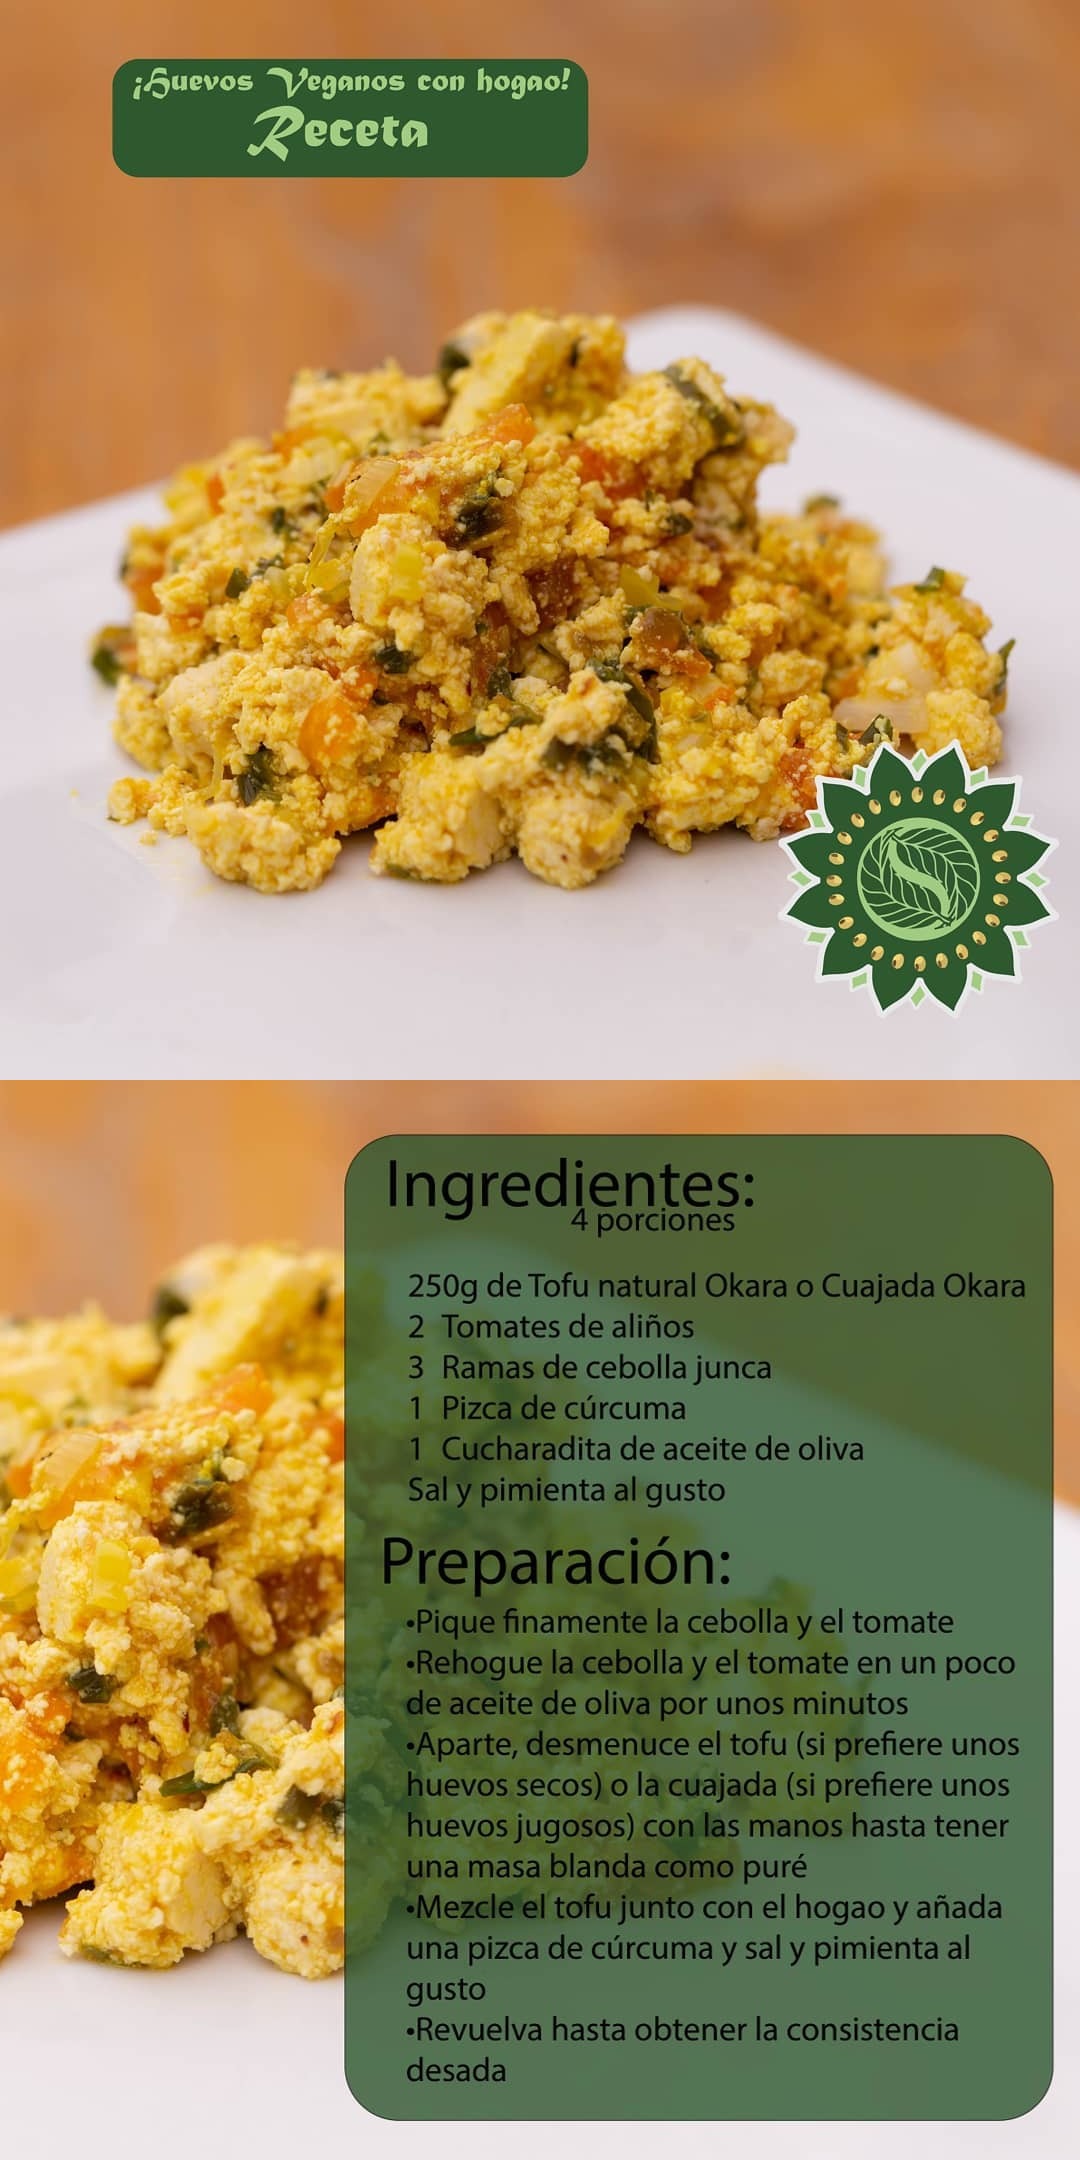 ¡Huevos Veganos con hogao!
Receta
Ingredientes:
4 porciones
250g de Tofu natural Okara o Cuajada Okara
2 Tomates de aliños
3 Ramas de cebolla junca
1 Pizca de cúrcuma
1 Cucharadita de aceite de oliva
Sal y pimienta al gusto
Preparación:
•Pique finamente la cebolla y el tomate
•Rehogue la cebolla y el tomate en un poco
de aceite de oliva por unos minutos
•Aparte, desmenuce el tofu (si prefiere unos
huevos secos) o la cuajada (si prefiere unos
huevos jugosos) con las manos hasta tener
una masa blanda como puré
•Mezcle el tofu junto con el hogao y añada
una pizca de cúrcuma y sal y pimienta al
gusto
•Revuelva hasta obtener la consistencia
desada